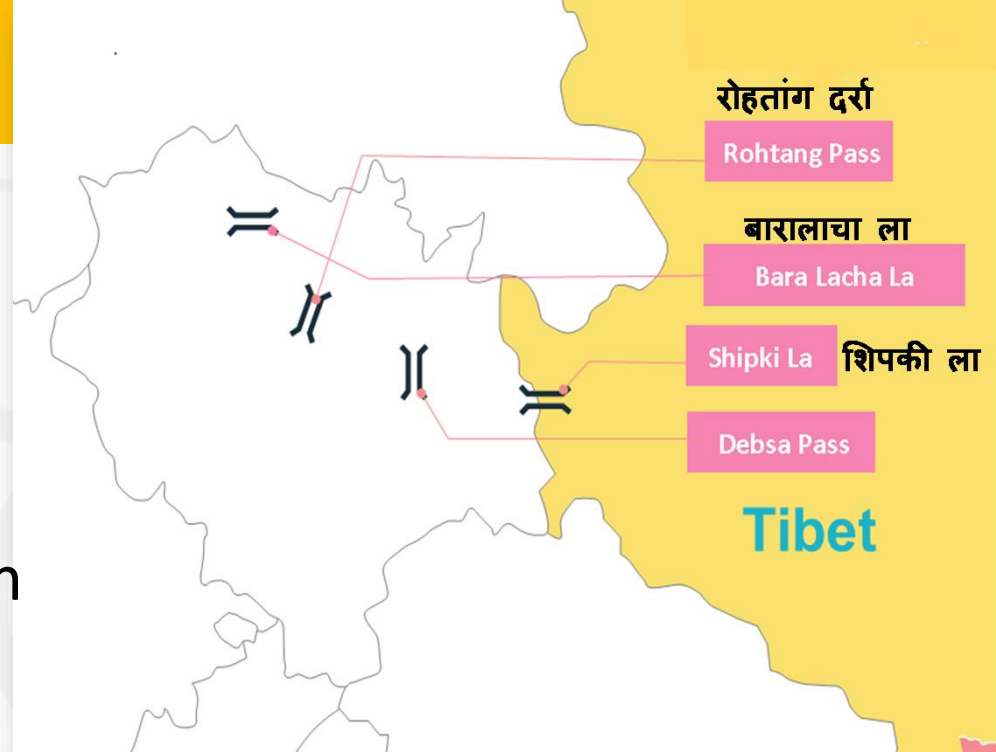 रोहतांग दर्रा
Rohtang Pass
बारालाचा ला
Bara Lacha La
Shipki La शिपकी ला
Debsa Pass
Tibet
n